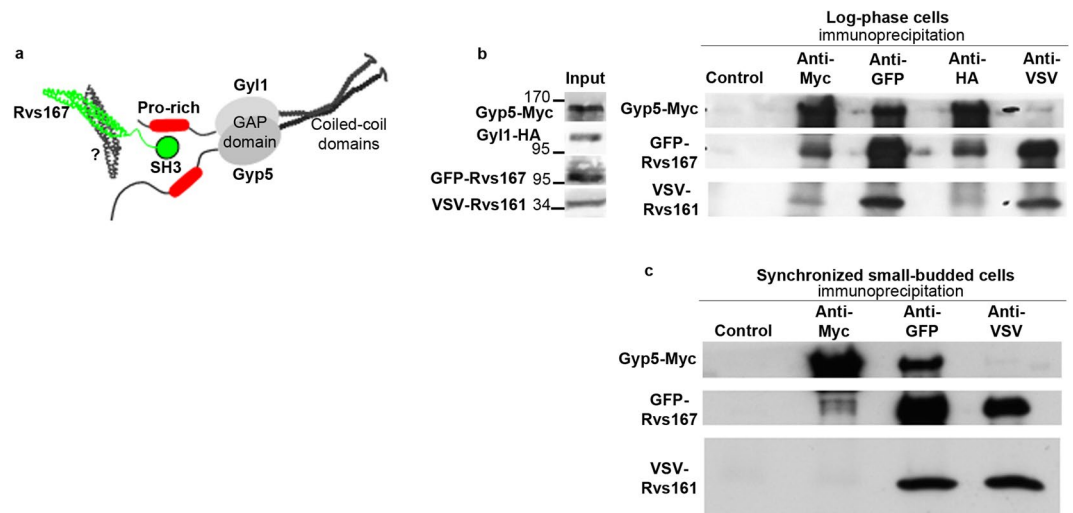 a
Rvs167
Pro-rich
Gyl1
GAP
domain
Coiled-coil
domains
?
SH3
Gyp5
b
Input
170
Gyp5-Myc
Gyl1-HA
95
GFP-Rvs167 95
VSV-Rvs161 34
Log-phase cells
immunoprecipitation
Control
Anti-
Myc
Anti-
GFP
Anti-
HA
Anti-
VSV
Gyp5-Myc
GFP-
Rvs167
VSV-
Rvs161
c
Synchronized small-budded cells
immunoprecipitation
Control
Anti-
Myc
Anti-
GFP
Anti-
VSV
Gyp5-Myc
GFP-
Rvs167
VSV-
Rvs161